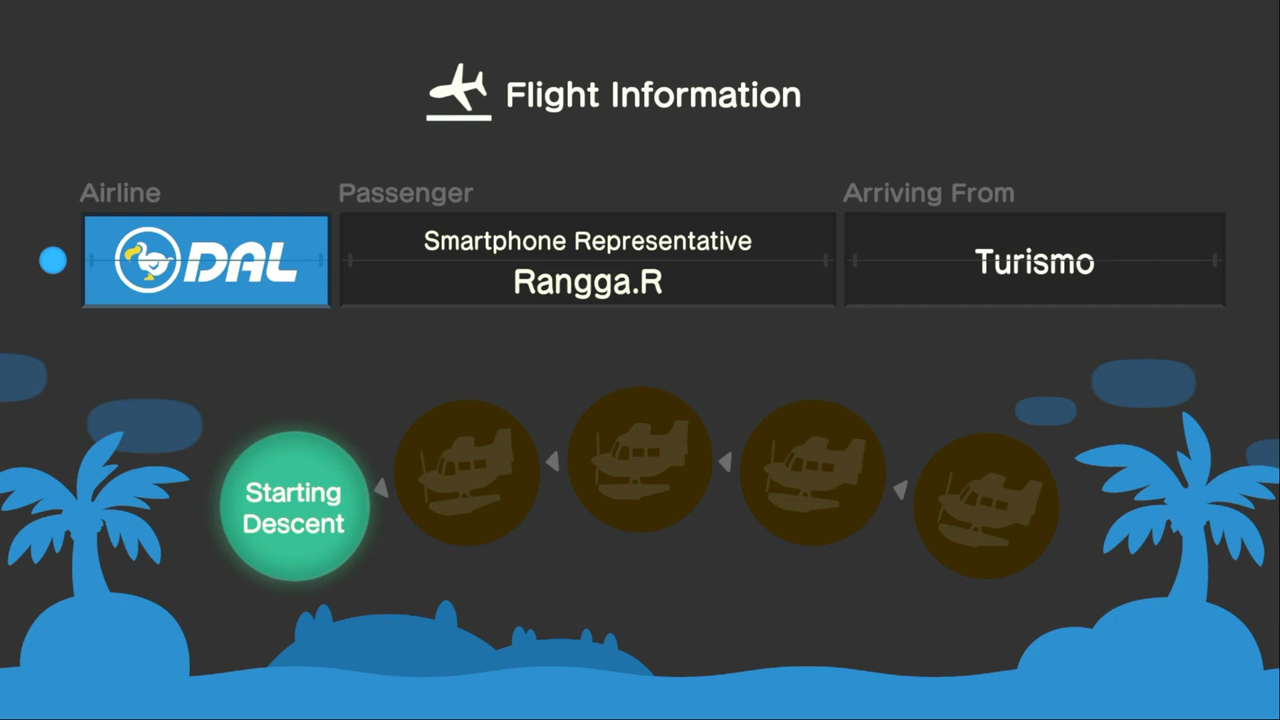 Flight Information
Airline
Passenger
Arriving From
DAL
Smartphone Representative
Rangga.R
Turismo
Starting
Descent